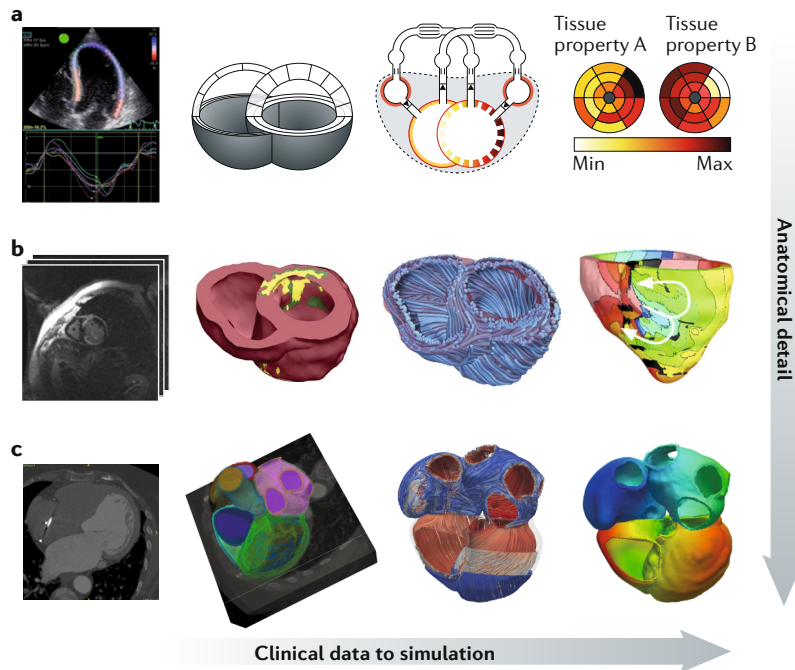 a
Tissue
property A
Tissue
property B
Min
Max
b
c
Anatomical detail
Clinical data to simulation